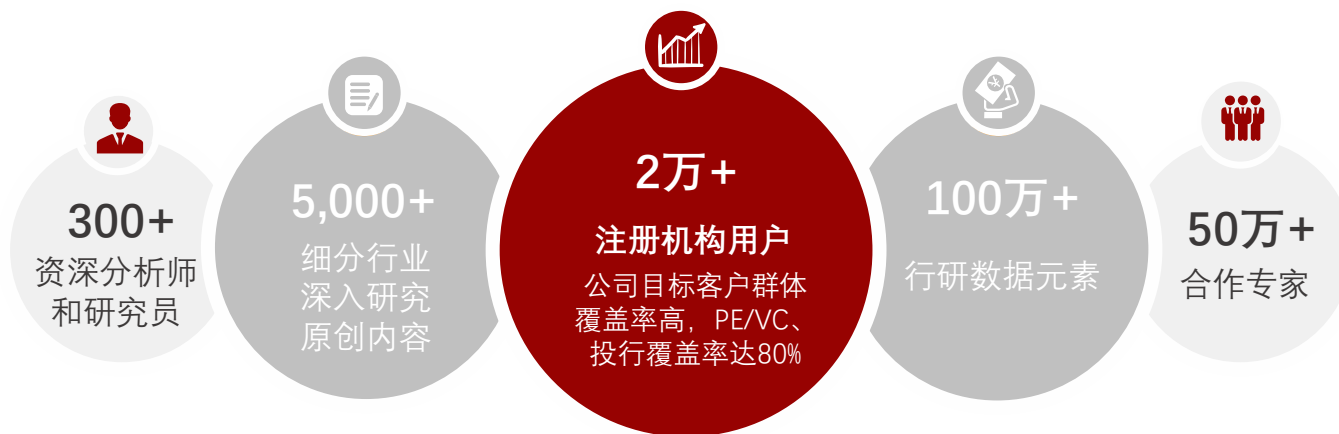 300+
资深分析师
和研究员
5,000+
细分行业
深入研究
原创内容
2万+
注册机构用户
公司目标客户群体
覆盖率高，PE/VC、
投行覆盖率达80%
100万+
行研数据元素
50万+
合作专家